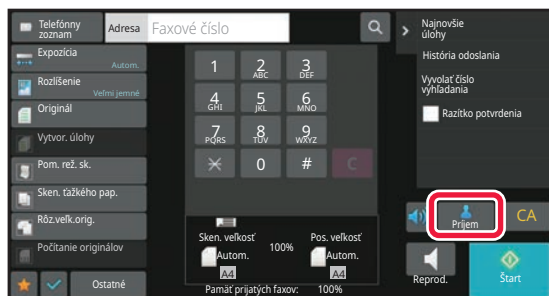 Telefónny
zoznam
Adresa
Faxové číslo
Expozícia
Autom.
Rozlíšenie
Veľmi jemné
Originál
Vytvor. úlohy
Pom. rež. sk.
Sken. ťažkého pap.
Rôz.veľk.orig.
Počítanie originálov
Ostatné
1
2
ABC
3
DEF
4
GHI
5
JKL
6
MNO
7
PQRS
8
TUV
9
WXYZ
0
#
C
Sken. veľkosť
100%
Pos. veľkosť
Autom.
Autom.
A4
A4
Pamäť prijatých faxov: 100%
Najnovšie
úlohy
História odoslania
Vyvolať číslo
vyhľadania
Razítko potvrdenia
Príjem
CA
Reprod.
Štart